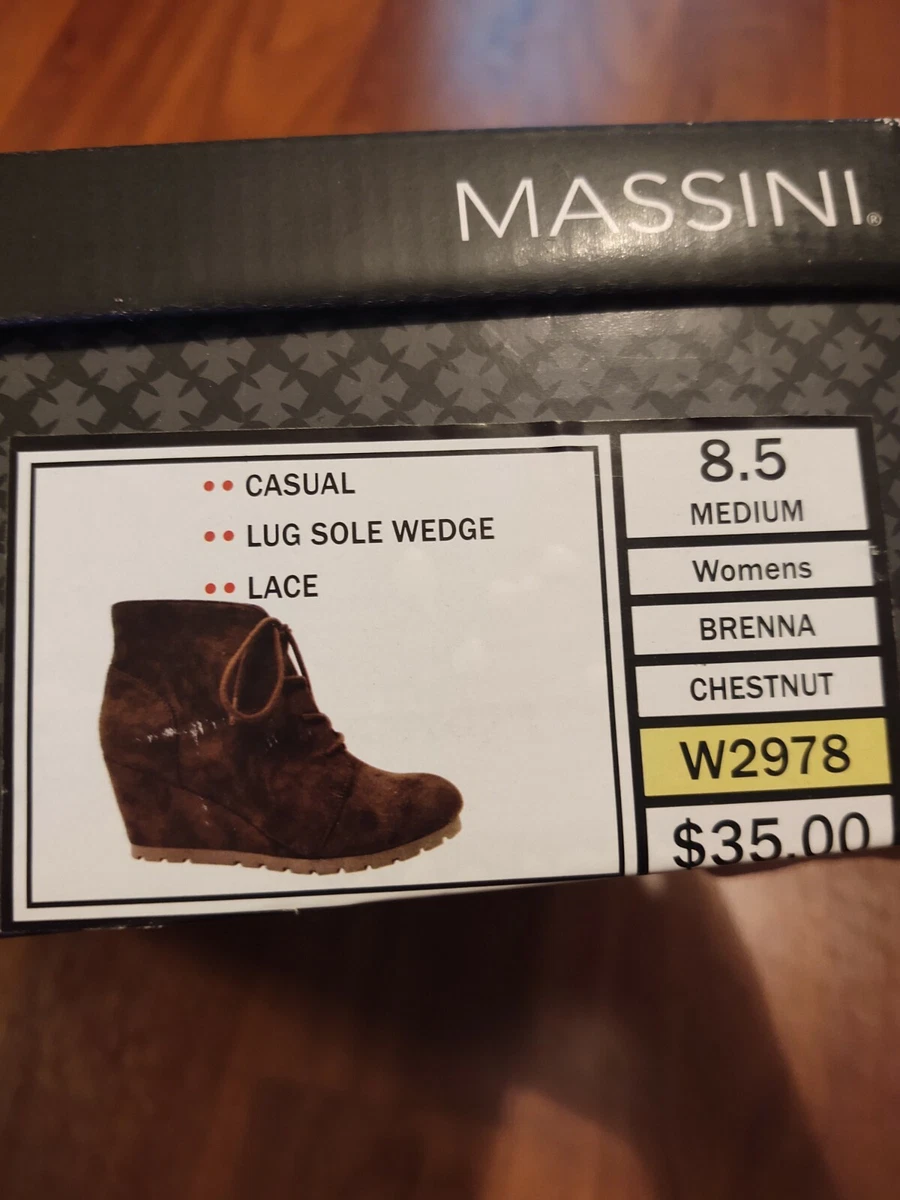 MASSINI®
•• CASUAL
•• LUG SOLE WEDGE
•• LACE
8.5
MEDIUM
Womens
BRENNA
CHESTNUT
W2978
$35.00